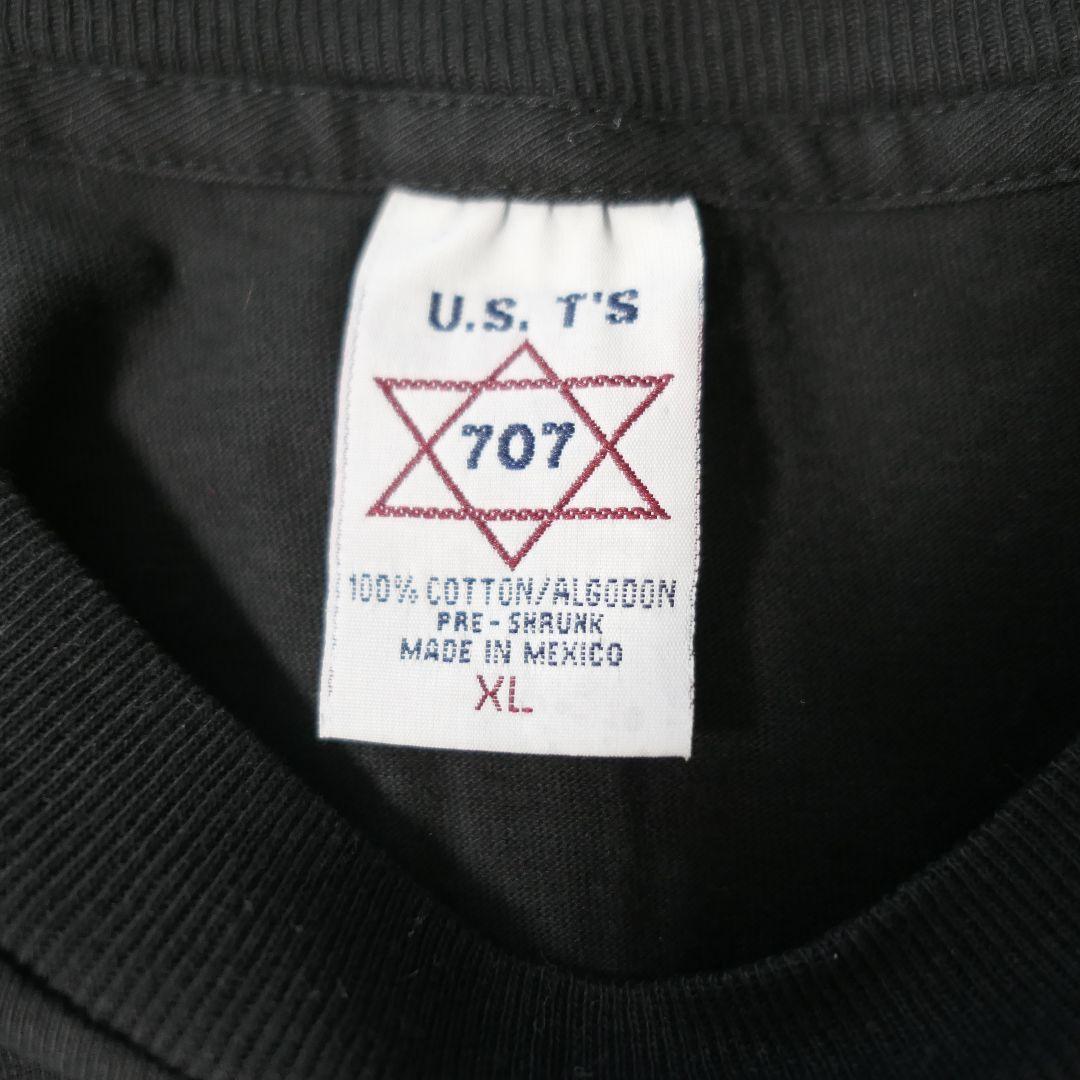 U.S. T'S
707
100% COTTON/ALGODON
PRE-SHRUNK
MADE IN MEXICO
XL